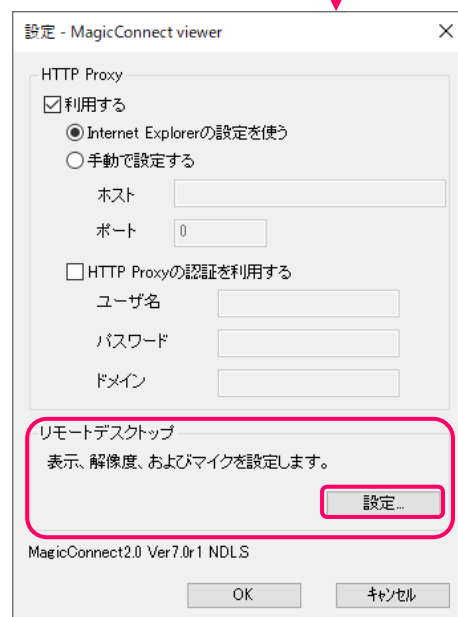 設定 - MagicConnect viewer
HTTP Proxy
利用する
Internet Explorerの設定を使う
手動で設定する
ホスト
ポート 0
HTTP Proxyの認証を利用する
ユーザ名
パスワード
ドメイン
リモートデスクトップ
表示、解像度、およびマイクを設定します。
設定...
MagicConnect2.0 Ver7.0r1 NDLS
OK キャンセル